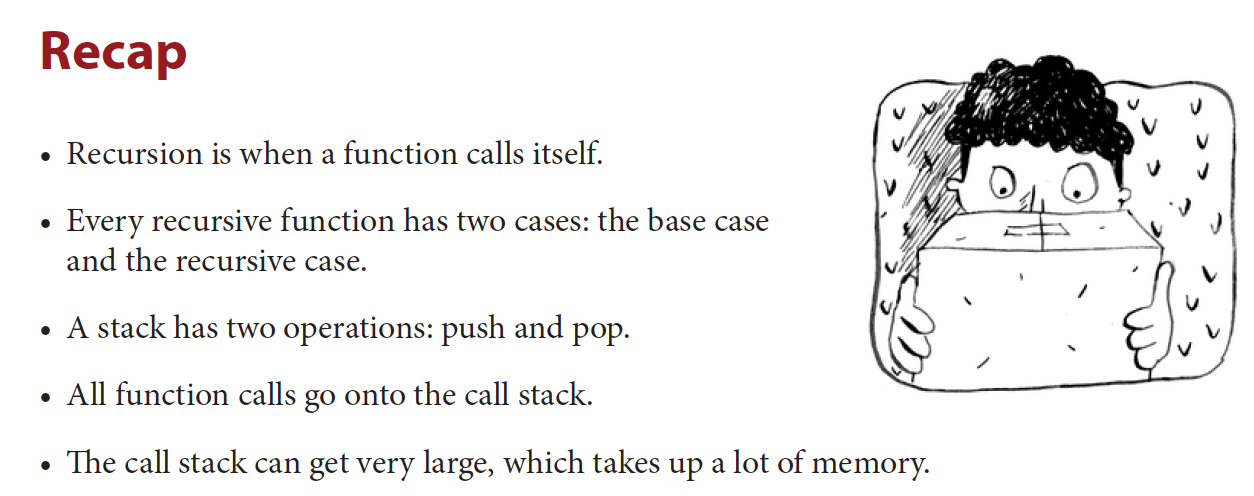 Recap
• Recursion is when a function calls itself.
• Every recursive function has two cases: the base case
and the recursive case.
• A stack has two operations: push and pop.
• All function calls go onto the call stack.
• The call stack can get very large, which takes up a lot of memory.